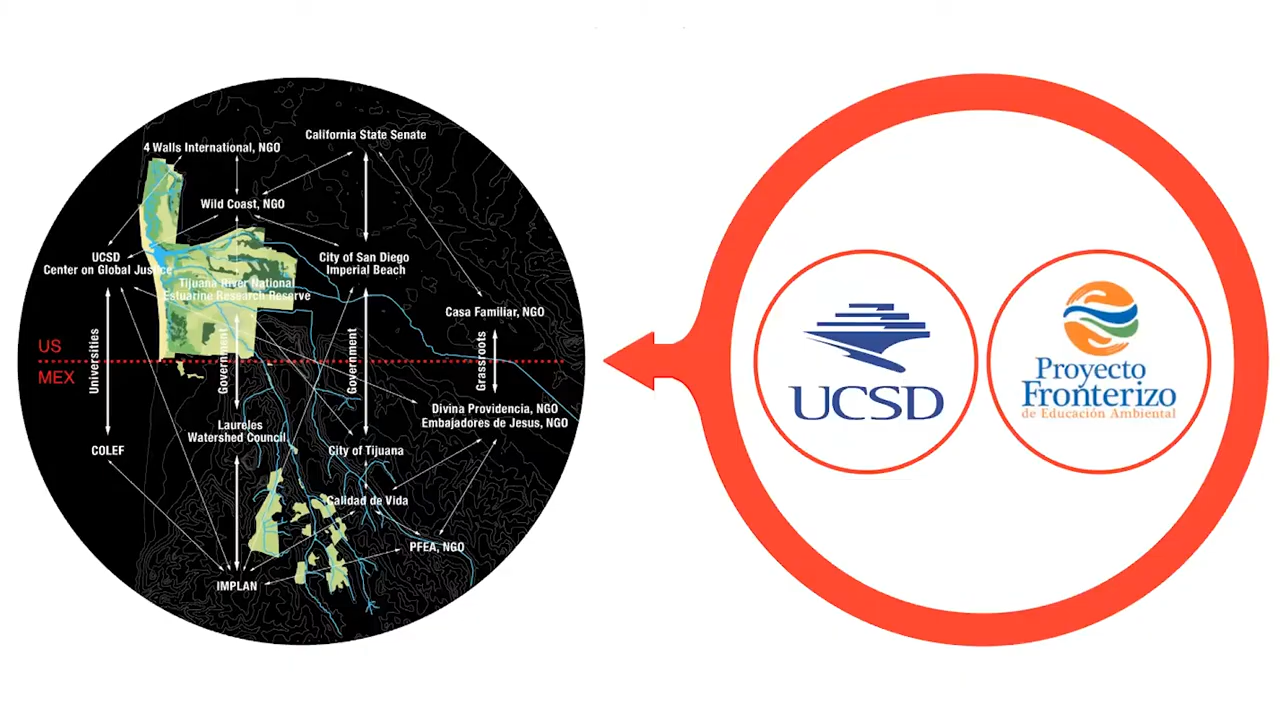 California State Senate
4 Walls International, NGO
Wild Coast, NGO
UCSD
Center on Global Justice
City of San Diego
Imperial Beach
Tijuana River National
Estuarine Research Reserve
Casa Familiar, NGO
US
MEX
Universities
Government
Government
Grassroots
Divina Providencia, NGO
Embajadores de Jesus, NGO
Laureles
Watershed Council
COLEF
City of Tijuana
Calidad de Vida
PFEA, NGO
IMPLAN
UCSD
Proyecto
Fronterizo
de Educación Ambiental